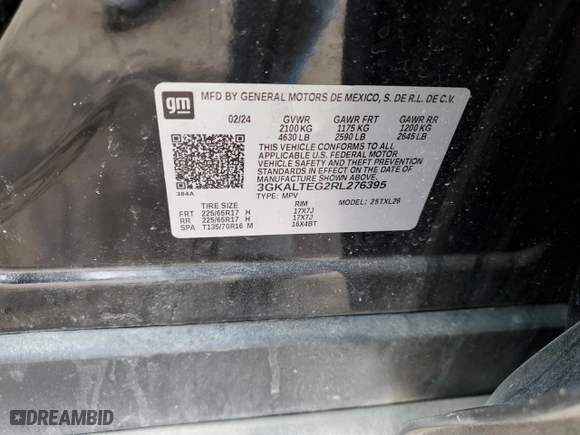 gm
MFD BY GENERAL MOTORS DE MEXICO, S. DE R.L. DE C.V.
02/24 GVWR GAWR FRT GAWR RR
2100 KG 1175 KG 1200 KG
4630 LB 2590 LB 2645 LB
THIS VEHICLE CONFORMS TO ALL
APPLICABLE U.S. FEDERAL MOTOR
VEHICLE SAFETY AND THEFT PREVENTION
STANDARDS IN EFFECT ON THE DATE OF
MANUFACTURE SHOWN ABOVE.
3GKALTEG2RL276395
384A
TYPE: MPV MODEL: 25TXL26
TIRE SIZE RIM
FRT 225/65R17 H 17X7J
RR 225/65R17 H 17X7J
SPA T135/70R16 M 16X4BT
DREAMBID